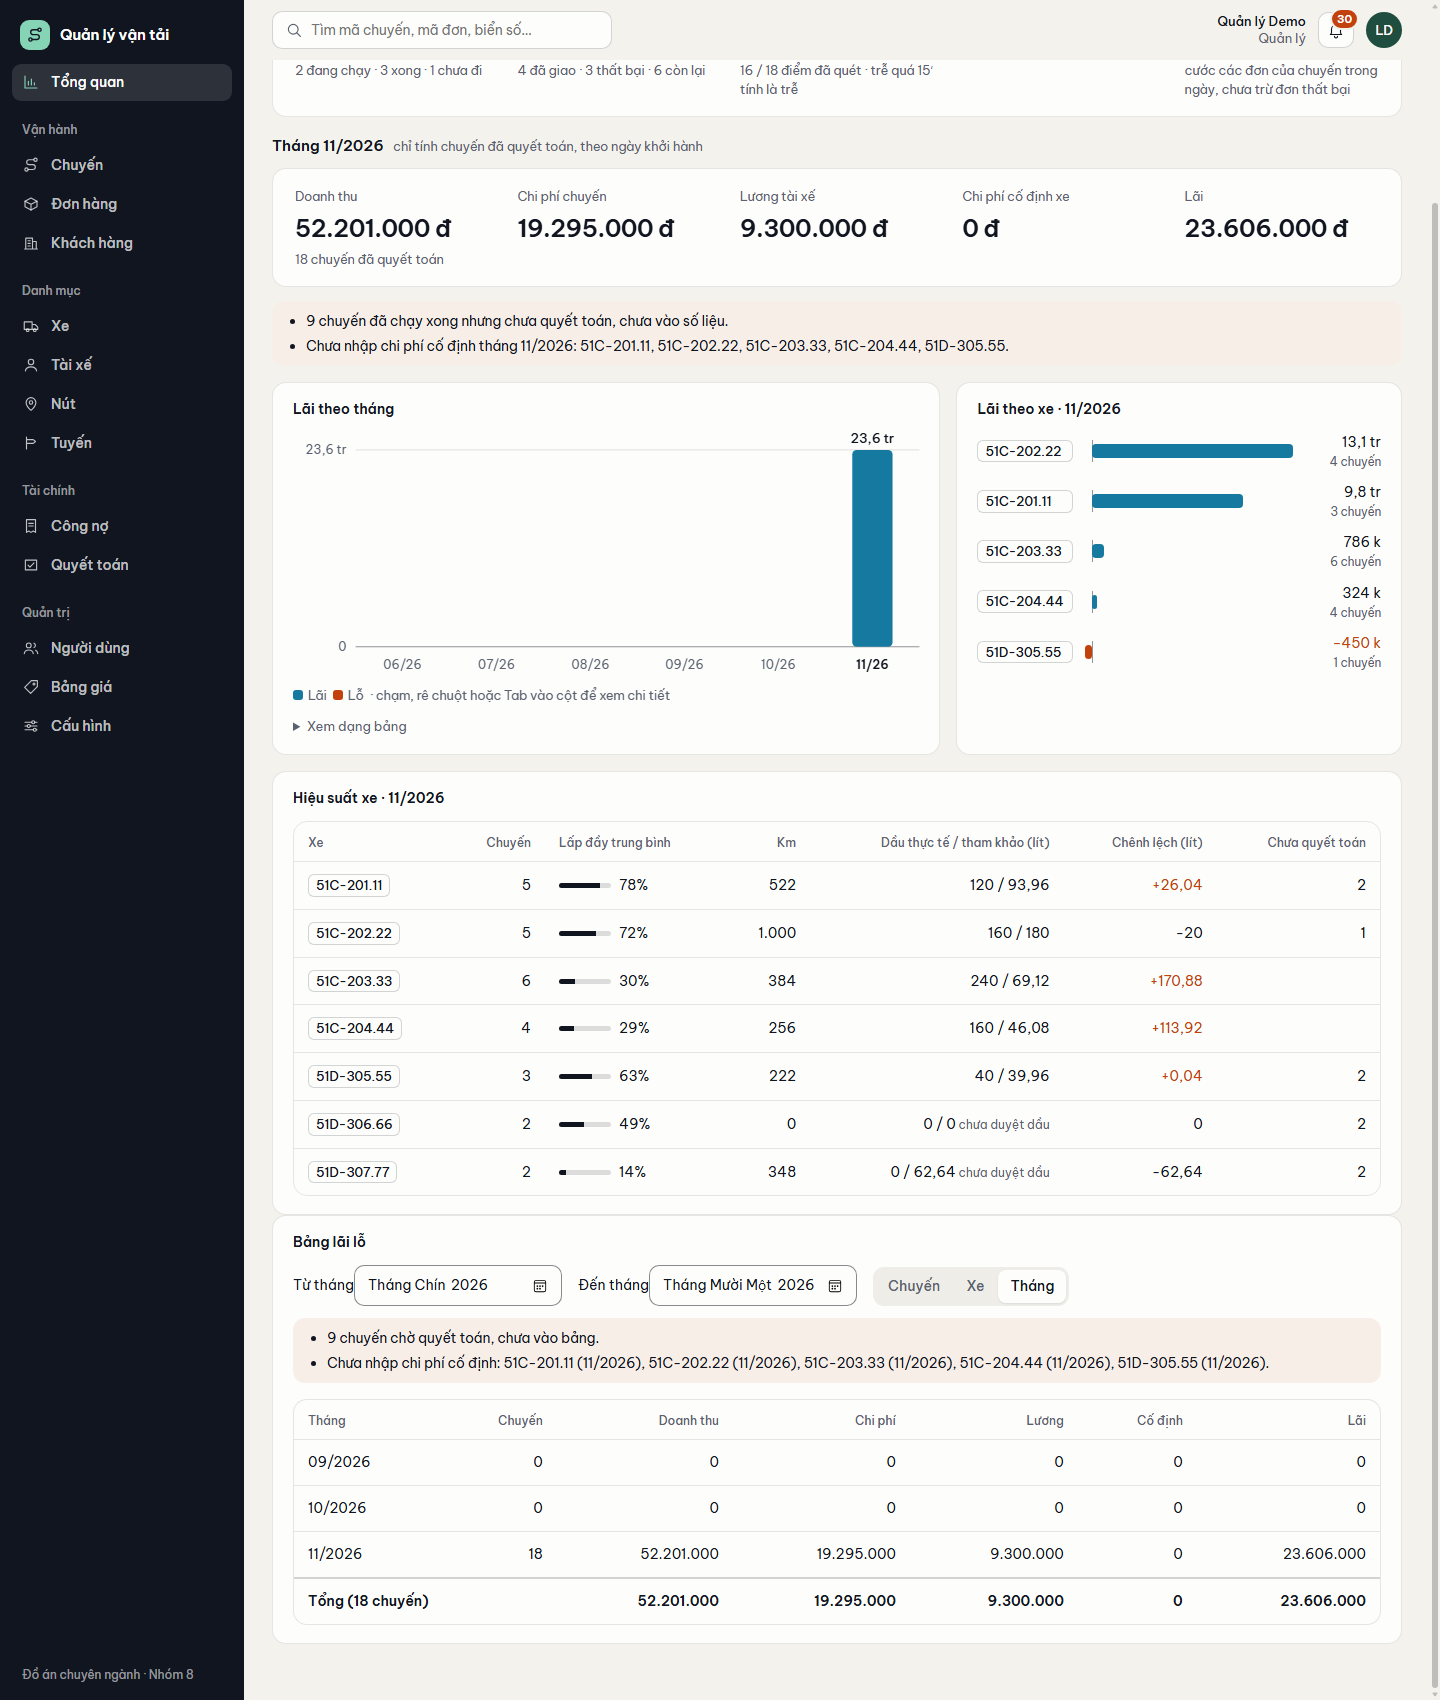 Quản lý vận tải
Tổng quan
Vận hành
Chuyến
Đơn hàng
Khách hàng
Danh mục
Xe
Tài xế
Nút
Tuyến
Tài chính
Công nợ
Quyết toán
Quản trị
Người dùng
Bảng giá
Cấu hình
Đồ án chuyên ngành · Nhóm 8
Tìm mã chuyến, mã đơn, biển số...
Quản lý Demo
Quản lý
30
LD
2 đang chạy · 3 xong · 1 chưa đi
4 đã giao · 3 thất bại · 6 còn lại
16 / 18 điểm đã quét · trễ quá 15′
tính là trễ
cước các đơn của chuyến trong
ngày, chưa trừ đơn thất bại
Tháng 11/2026 chỉ tính chuyến đã quyết toán, theo ngày khởi hành
Doanh thu
52.201.000 đ
18 chuyến đã quyết toán
Chi phí chuyến
19.295.000 đ
Lương tài xế
9.300.000 đ
Chi phí cố định xe
0 đ
Lãi
23.606.000 đ
• 9 chuyến đã chạy xong nhưng chưa quyết toán, chưa vào số liệu.
• Chưa nhập chi phí cố định tháng 11/2026: 51C-201.11, 51C-202.22, 51C-203.33, 51C-204.44, 51D-305.55.
Lãi theo tháng
23,6 tr
23,6 tr
0
06/26 07/26 08/26 09/26 10/26 11/26
Lãi Lỗ · chạm, rê chuột hoặc Tab vào cột để xem chi tiết
▶ Xem dạng bảng
Lãi theo xe · 11/2026
51C-202.22 13,1 tr
4 chuyến
51C-201.11 9,8 tr
3 chuyến
51C-203.33 786 k
6 chuyến
51C-204.44 324 k
4 chuyến
51D-305.55 −450 k
1 chuyến
Hiệu suất xe · 11/2026
Xe Chuyến Lấp đầy trung bình Km Dầu thực tế / tham khảo (lít) Chênh lệch (lít) Chưa quyết toán
51C-201.11 5 78% 522 120 / 93,96 +26,04 2
51C-202.22 5 72% 1.000 160 / 180 -20 1
51C-203.33 6 30% 384 240 / 69,12 +170,88
51C-204.44 4 29% 256 160 / 46,08 +113,92
51D-305.55 3 63% 222 40 / 39,96 +0,04 2
51D-306.66 2 49% 0 0 / 0 chưa duyệt dầu 0 2
51D-307.77 2 14% 348 0 / 62,64 chưa duyệt dầu -62,64 2
Bảng lãi lỗ
Từ tháng Tháng Chín 2026 Đến tháng Tháng Mười Một 2026 Chuyến Xe Tháng
• 9 chuyến chờ quyết toán, chưa vào bảng.
• Chưa nhập chi phí cố định: 51C-201.11 (11/2026), 51C-202.22 (11/2026), 51C-203.33 (11/2026), 51C-204.44 (11/2026), 51D-305.55 (11/2026).
Tháng Chuyến Doanh thu Chi phí Lương Cố định Lãi
09/2026 0 0 0 0 0 0
10/2026 0 0 0 0 0 0
11/2026 18 52.201.000 19.295.000 9.300.000 0 23.606.000
Tổng (18 chuyến) 52.201.000 19.295.000 9.300.000 0 23.606.000